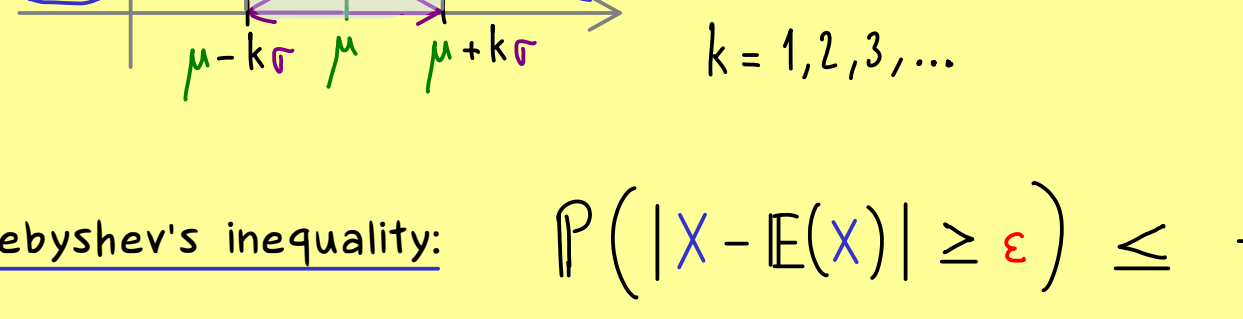 μ-kσ μ μ+kσ k = 1,2,3,...
ebyshev's inequality: ℙ(|X - 𝔼(X)| ≥ ε) ≤